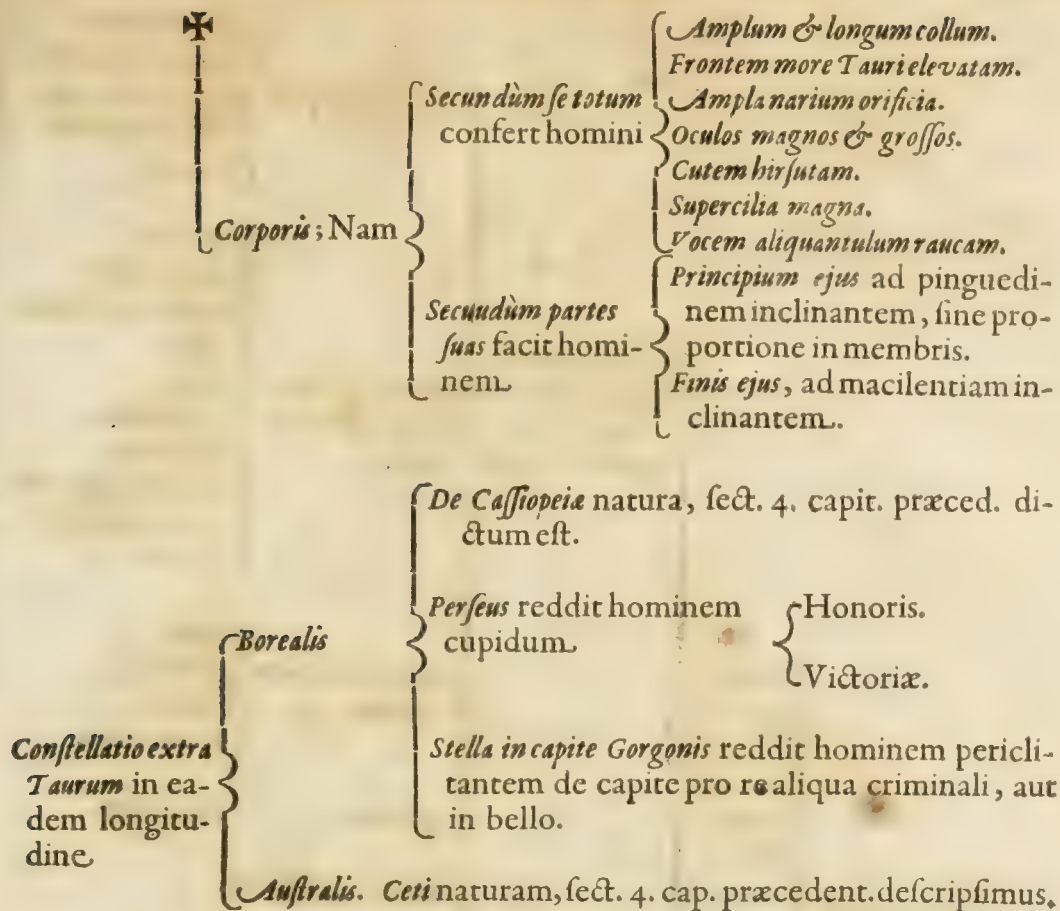 ✠
I
Corporis; Nam
Secundùm ſe totum
confert homini
Amplum & longum collum.
Frontem more Tauri elevatam.
Ampla narium orificia.
Oculos magnos & groſſos.
Cutem hirſutam.
Supercilia magna.
Vocem aliquantulum raucam.
Secuudùm partes
ſuas facit homi-
nem
Principium ejus ad pinguedi-
nem inclinantem, ſine pro-
portione in membris.
Finis ejus, ad macilentiam in-
clinantem.
Conſtellatio extra
Taurum in ea-
dem longitu-
dine
Borealis
De Caſſiopeiæ natura, ſect. 4. capit. præced. di-
ctum eſt.
Perſeus reddit hominem
cupidum
Honoris.
Victoriæ.
Stella in capite Gorgonis reddit hominem pericli-
tantem de capite pro re aliqua criminali, aut
in bello.
Auſtralis. Ceti naturam, ſect. 4. cap. præcedent. deſcripſimus.